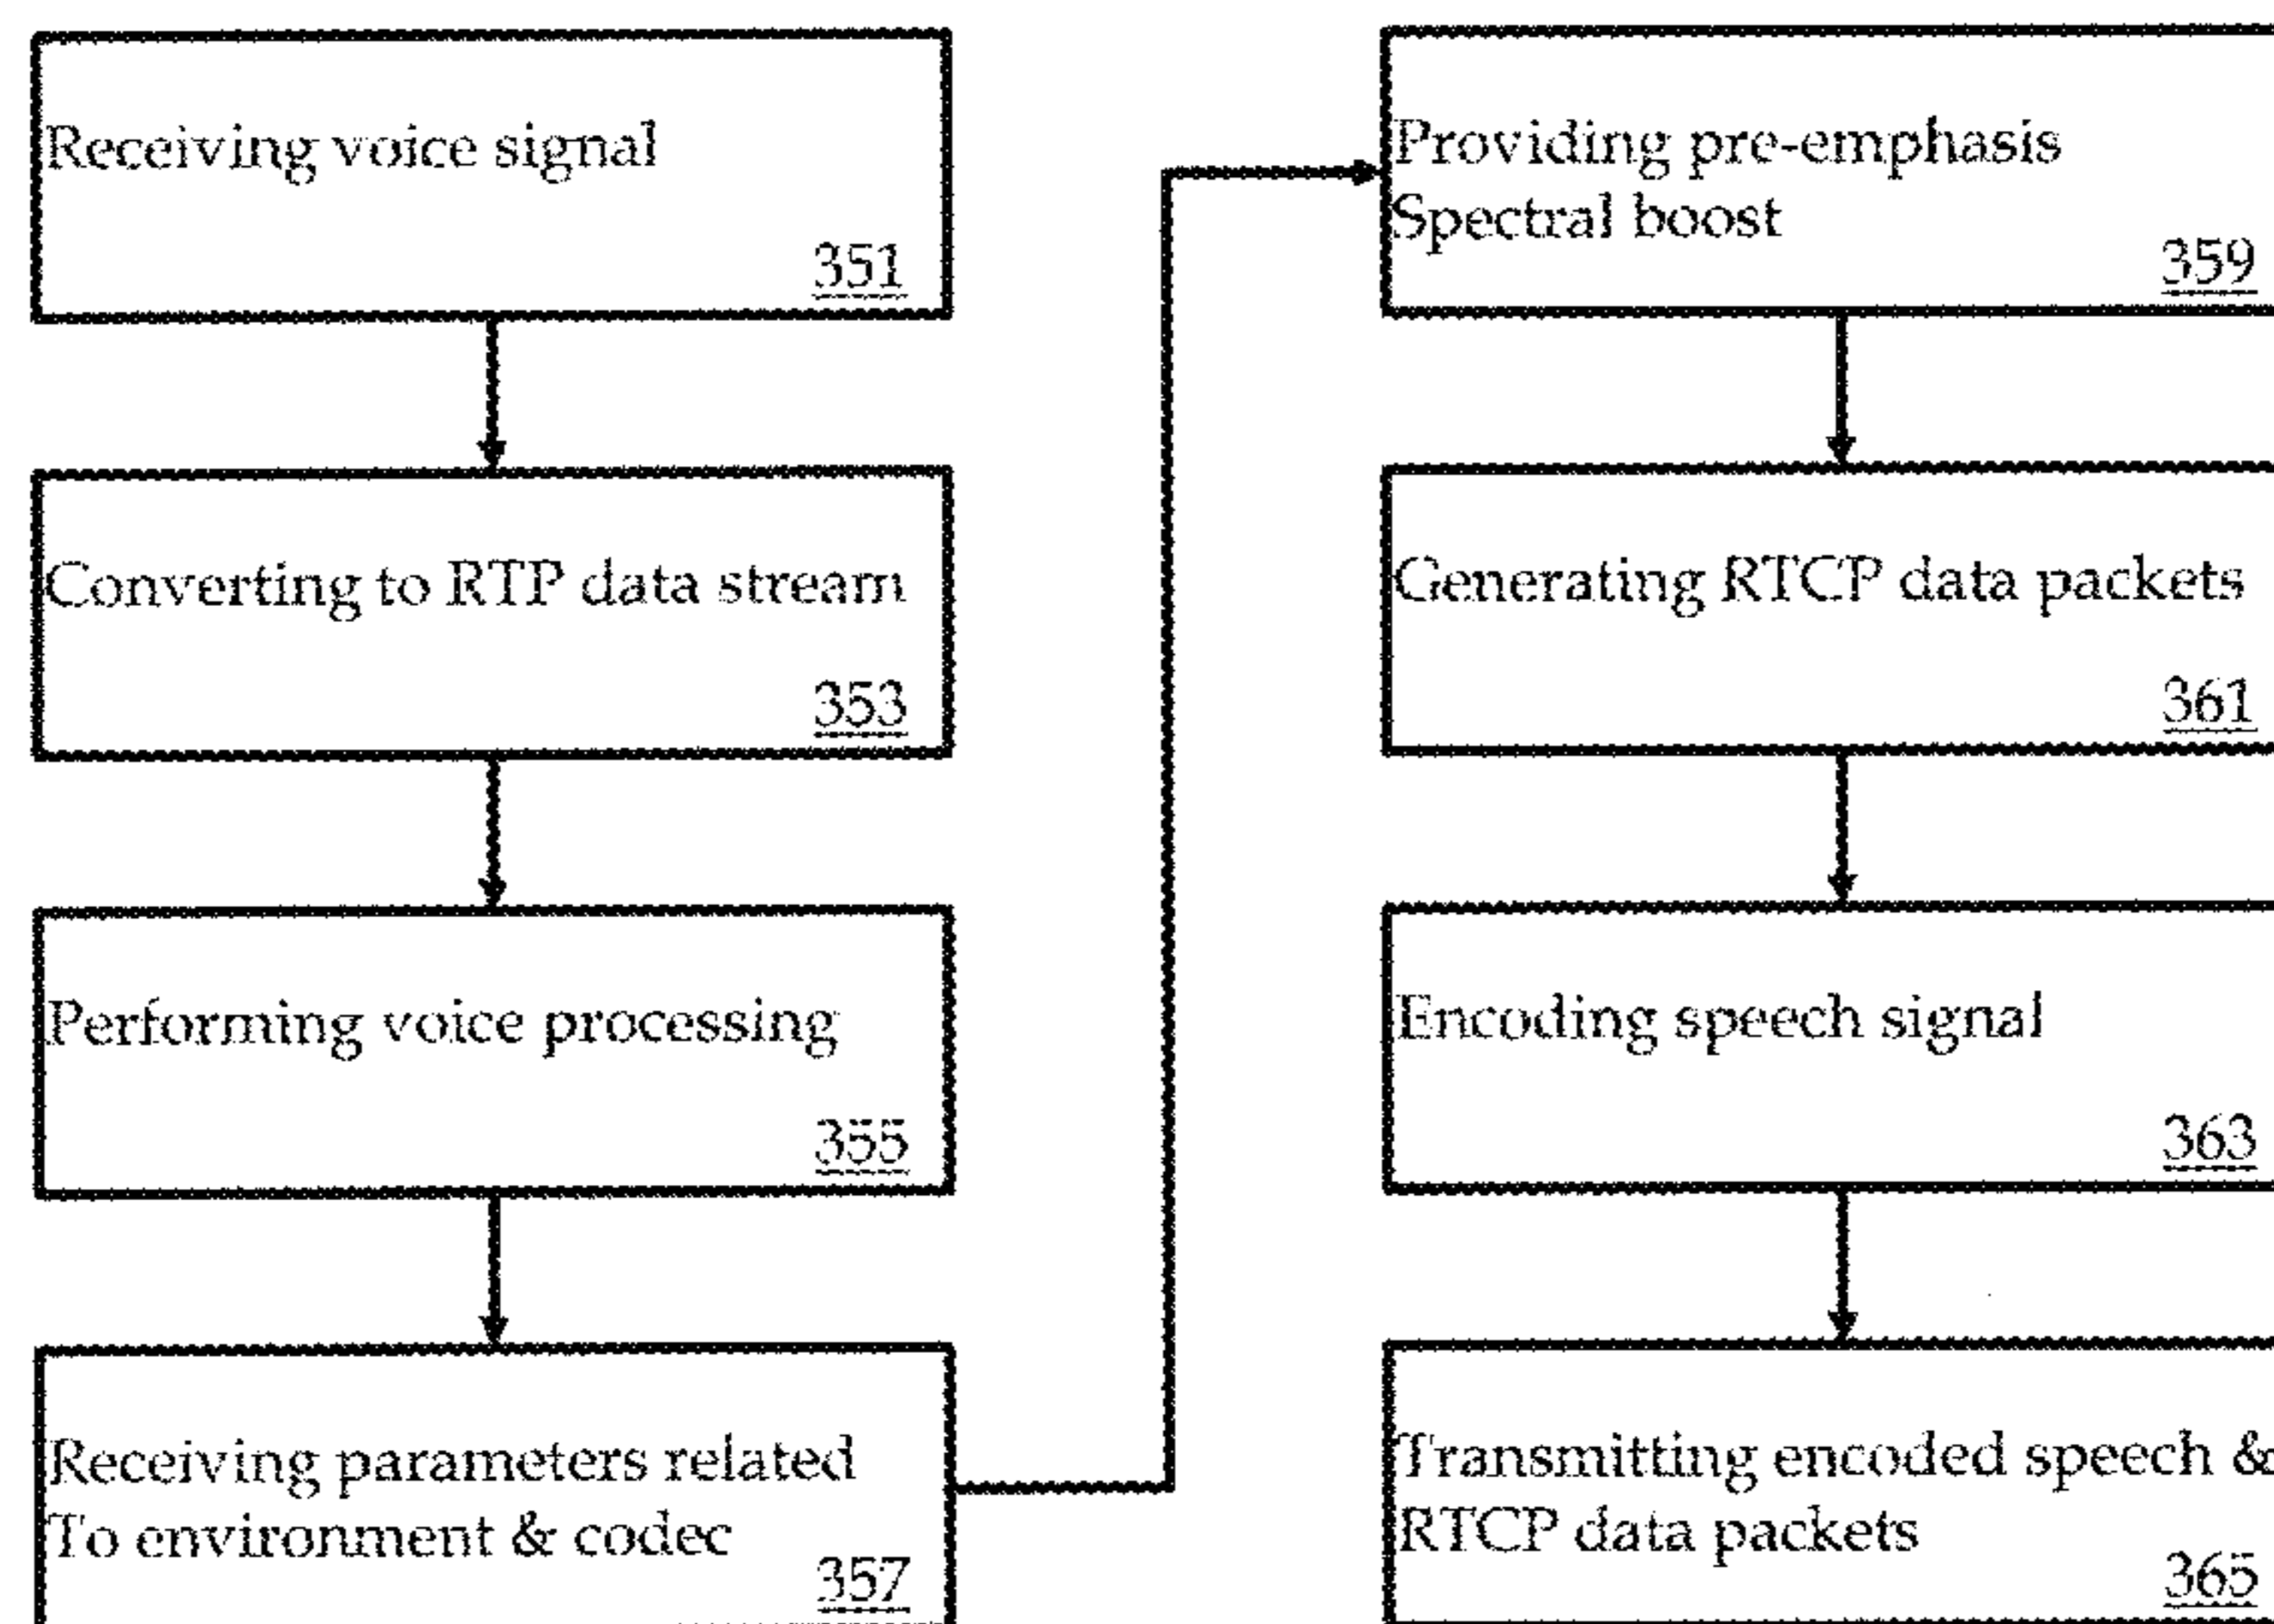 Receiving voice signal
351
Converting to RTP data stream
353
Performing voice processing
355
Receiving parameters related
To environment & codec
357
Providing pre-emphasis
Spectral boost
359
Generating RTCP data packets
361
Encoding speech signal
363
Transmitting encoded speech &
RTCP data packets
365